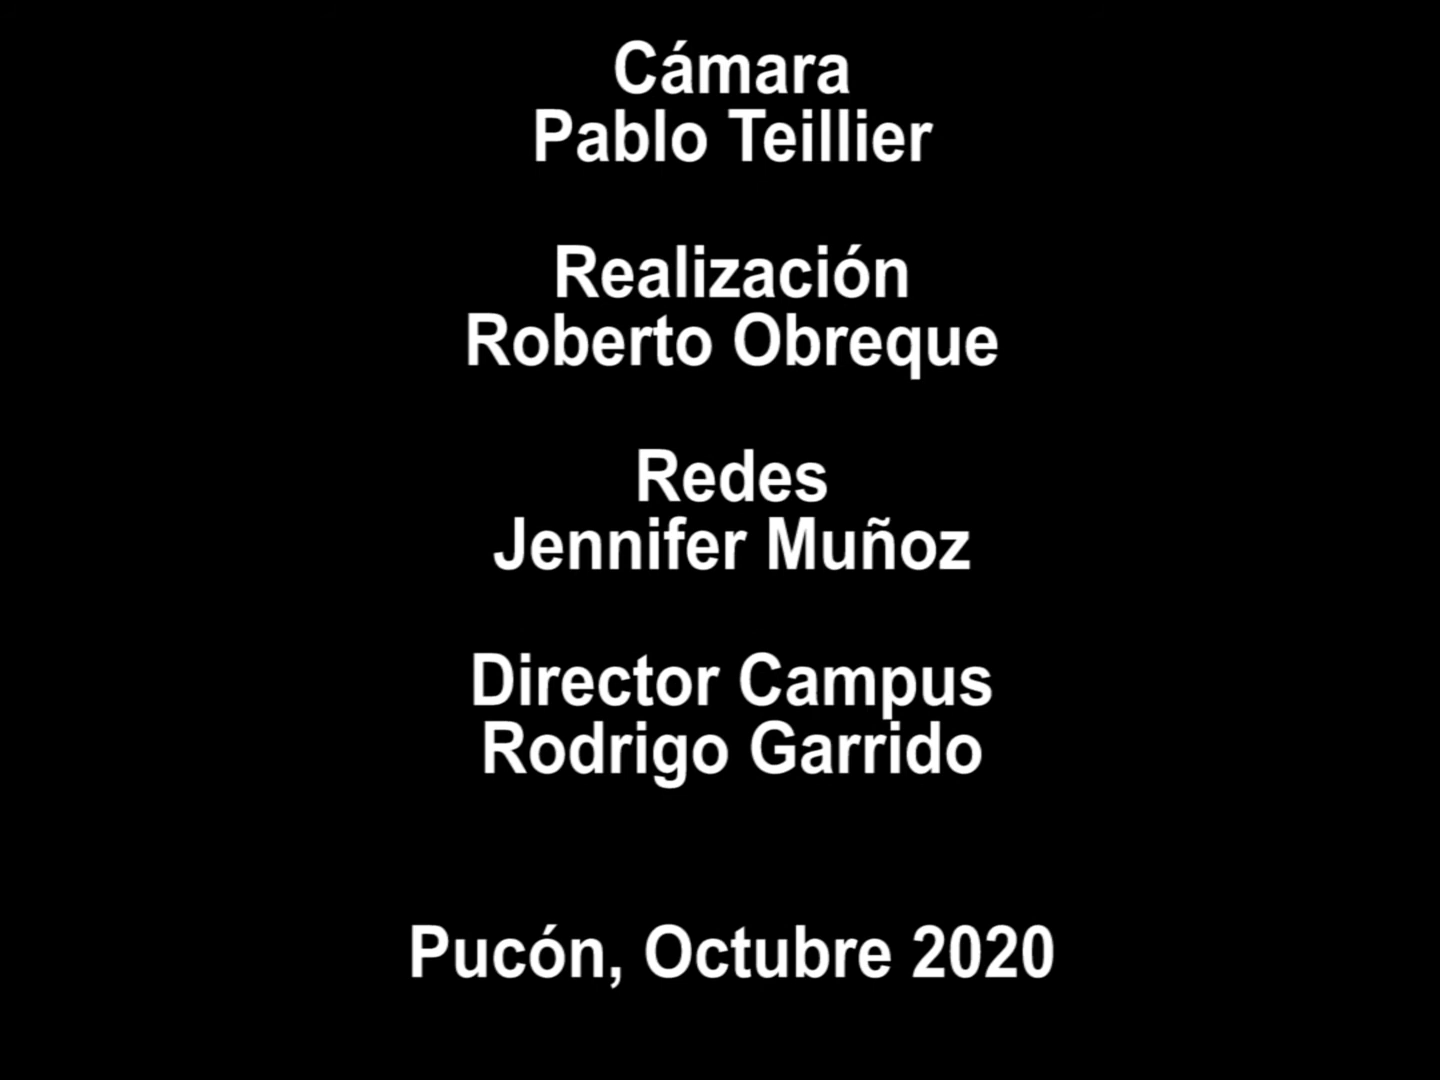 Cámara
Pablo Teillier
Realización
Roberto Obreque
Redes
Jennifer Muñoz
Director Campus
Rodrigo Garrido
Pucón, Octubre 2020